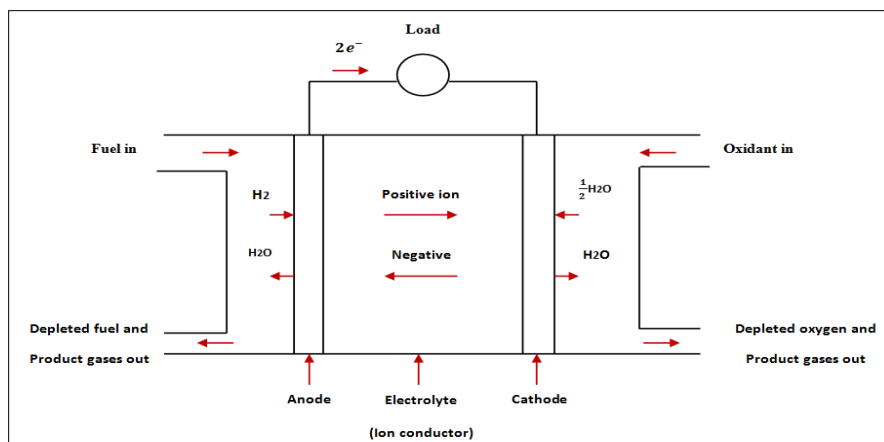 Load
2e⁻
Fuel in
Oxidant in
H2
Positive ion
½H2O
H2O
Negative
H2O
Depleted fuel and
Product gases out
Depleted oxygen and
Product gases out
Anode
Electrolyte
Cathode
(Ion conductor)